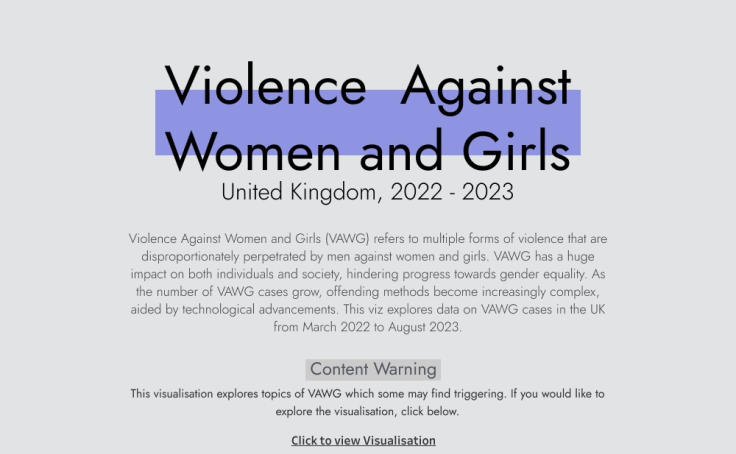 Violence Against
Women and Girls
United Kingdom, 2022 - 2023
Violence Against Women and Girls (VAWG) refers to multiple forms of violence that are
disproportionately perpetrated by men against women and girls. VAWG has a huge
impact on both individuals and society, hindering progress towards gender equality. As
the number of VAWG cases grow, offending methods become increasingly complex,
aided by technological advancements. This viz explores data on VAWG cases in the UK
from March 2022 to August 2023.
Content Warning
This visualisation explores topics of VAWG which some may find triggering. If you would like to
explore the visualisation, click below.
Click to view Visualisation